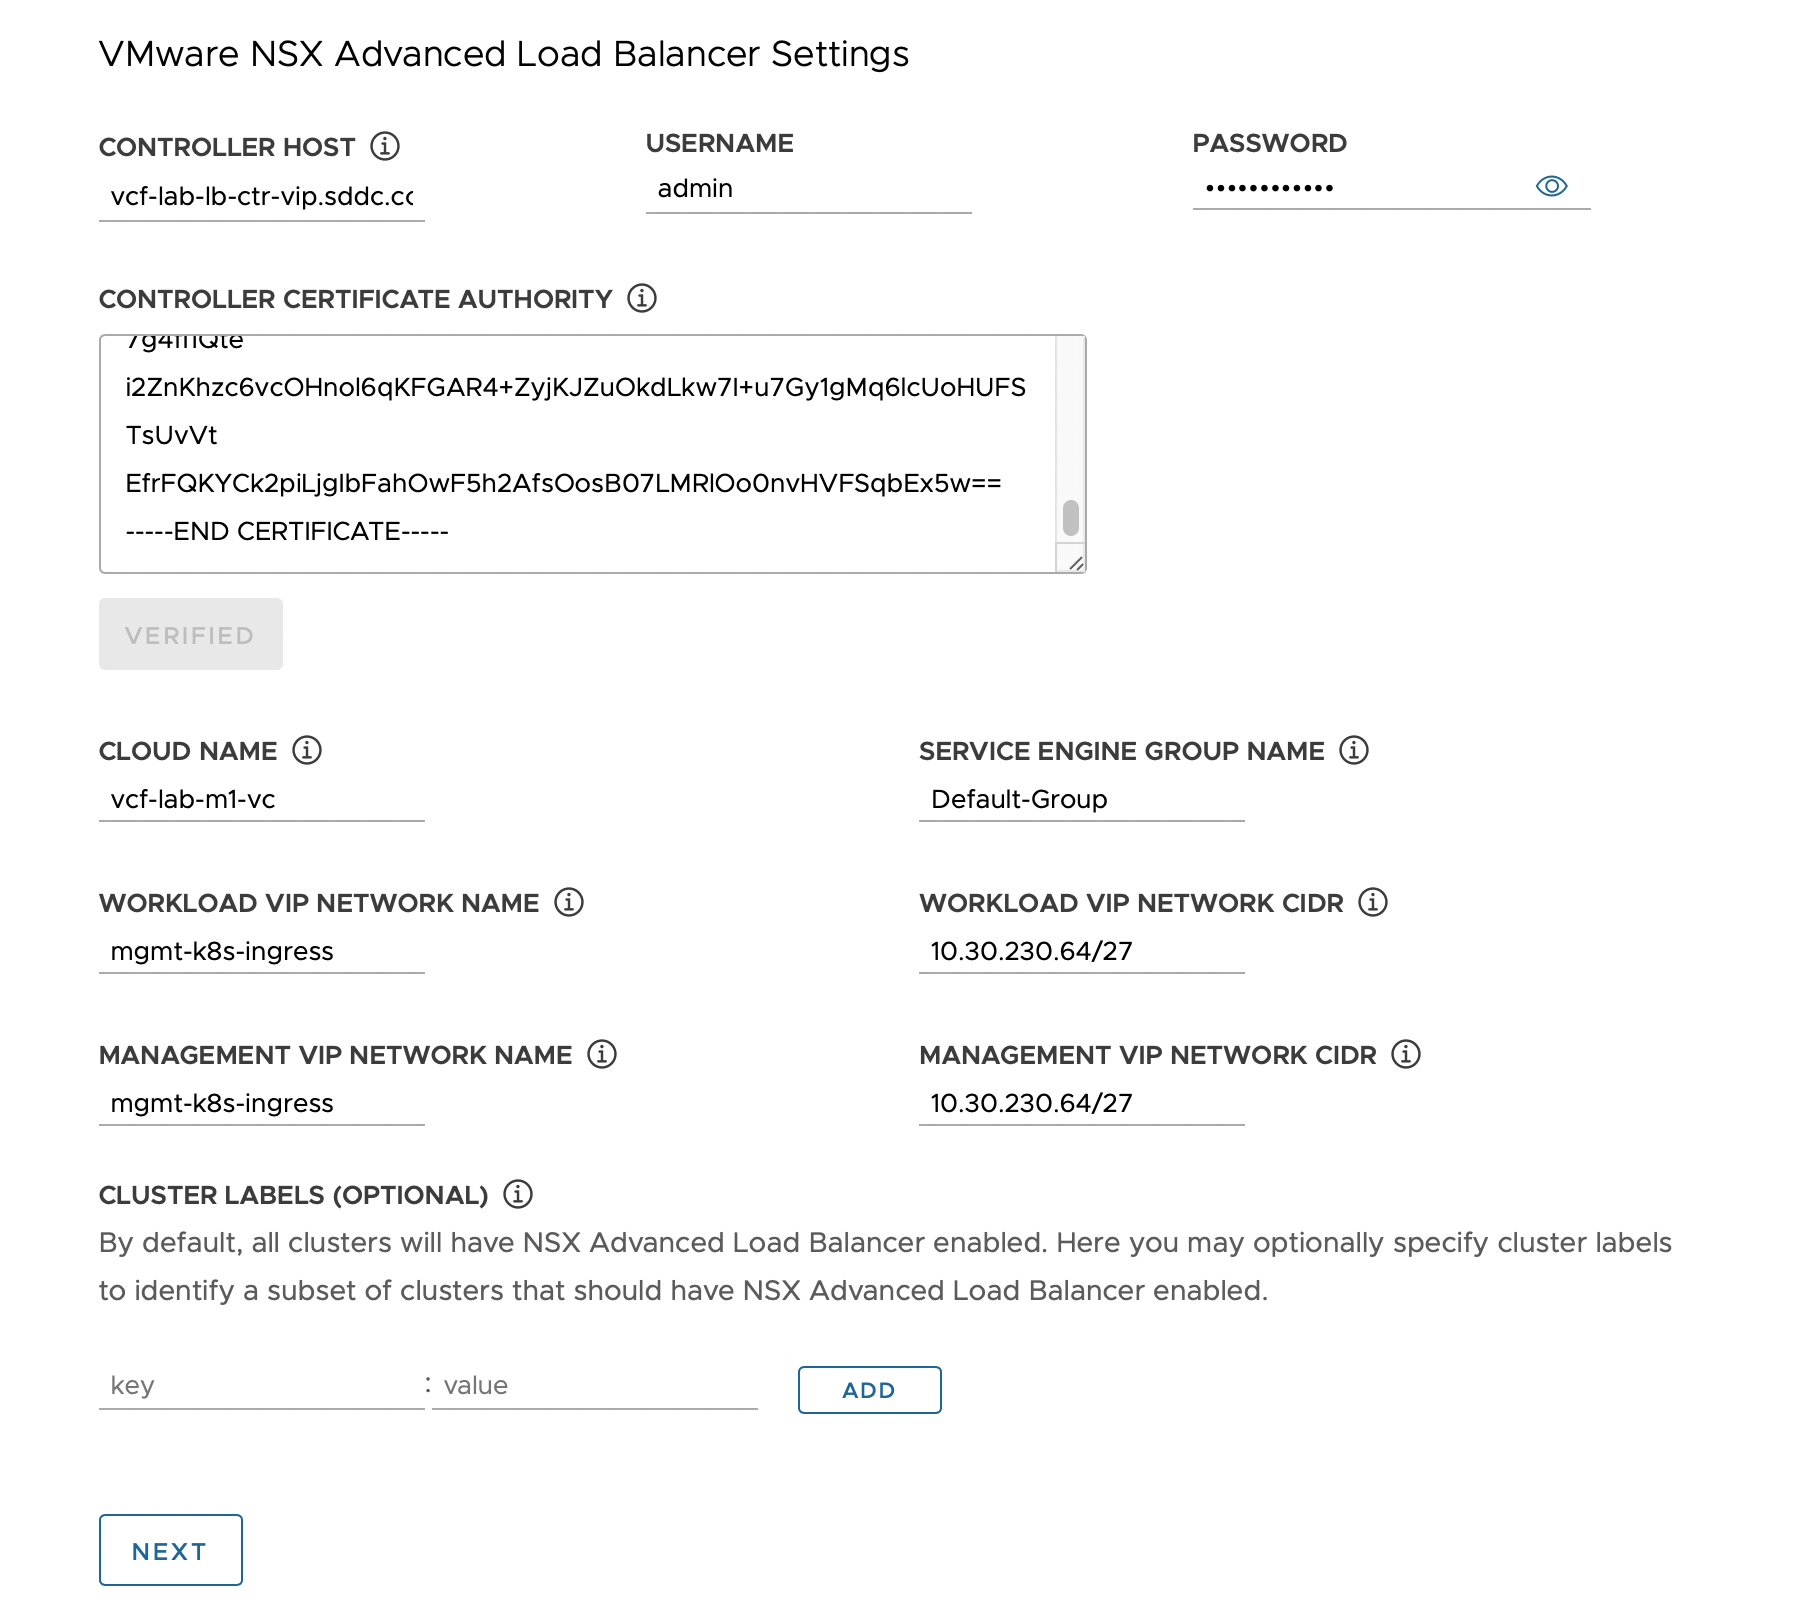 VMware NSX Advanced Load Balancer Settings
CONTROLLER HOST
USERNAME
PASSWORD
vcf-lab-lb-ctr-vip.sddc.cc
admin
••••••••••••
CONTROLLER CERTIFICATE AUTHORITY
i2ZnKhzc6vcOHnol6qKFGAR4+ZyjKJZuOkdLkw7I+u7Gy1gMq6lcUoHUFS
TsUvVt
EfrFQKYCk2piLjgIbFahOwF5h2AfsOosB07LMRIOo0nvHVFSqbEx5w==
-----END CERTIFICATE-----
VERIFIED
CLOUD NAME
SERVICE ENGINE GROUP NAME
vcf-lab-m1-vc
Default-Group
WORKLOAD VIP NETWORK NAME
WORKLOAD VIP NETWORK CIDR
mgmt-k8s-ingress
10.30.230.64/27
MANAGEMENT VIP NETWORK NAME
MANAGEMENT VIP NETWORK CIDR
mgmt-k8s-ingress
10.30.230.64/27
CLUSTER LABELS (OPTIONAL)
By default, all clusters will have NSX Advanced Load Balancer enabled. Here you may optionally specify cluster labels
to identify a subset of clusters that should have NSX Advanced Load Balancer enabled.
key : value
ADD
NEXT